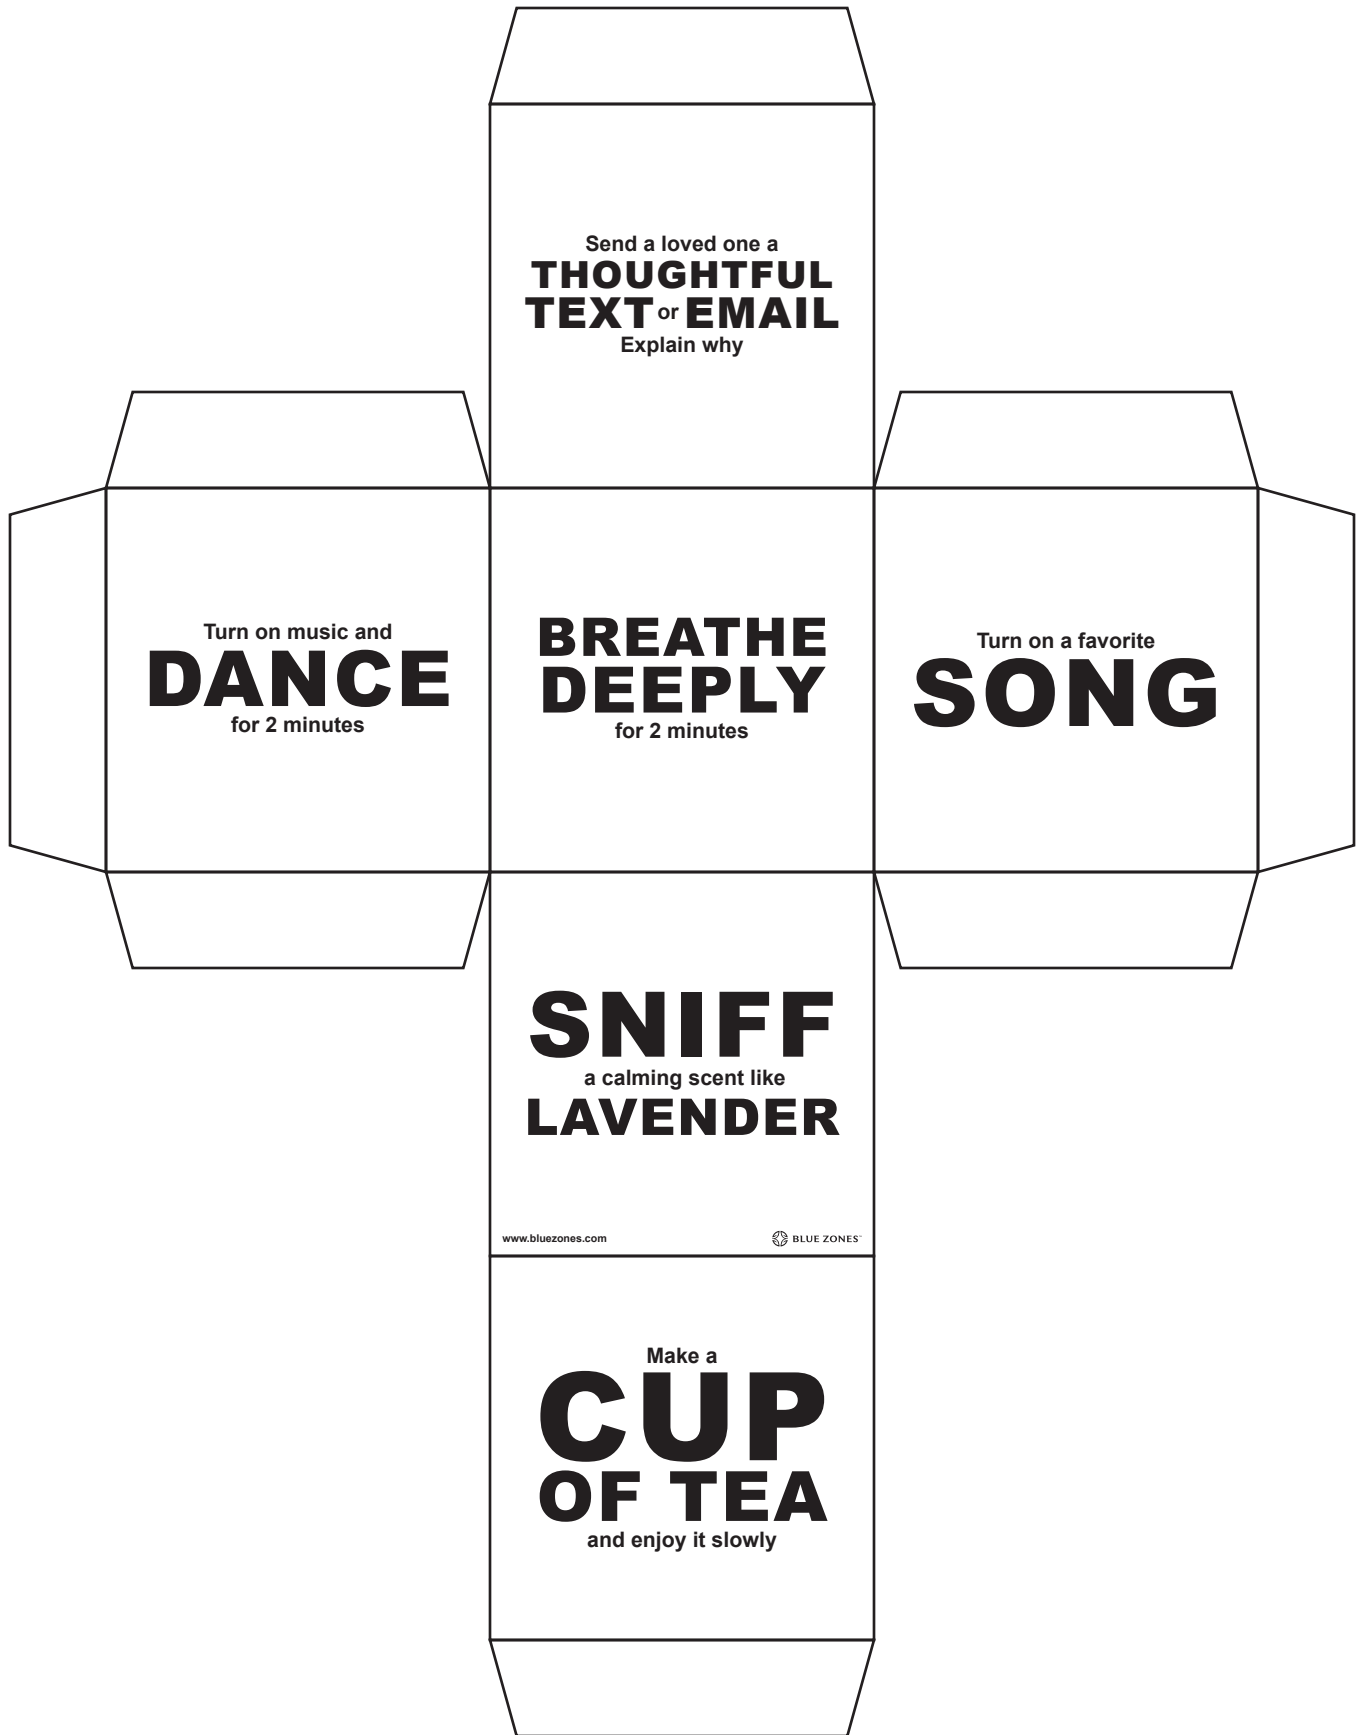 Send a loved one a
THOUGHTFUL
TEXT or EMAIL
Explain why
Turn on music and
DANCE
for 2 minutes
BREATHE
DEEPLY
for 2 minutes
Turn on a favorite
SONG
SNIFF
a calming scent like
LAVENDER
www.bluezones.com
BLUE ZONES™
Make a
CUP
OF TEA
and enjoy it slowly